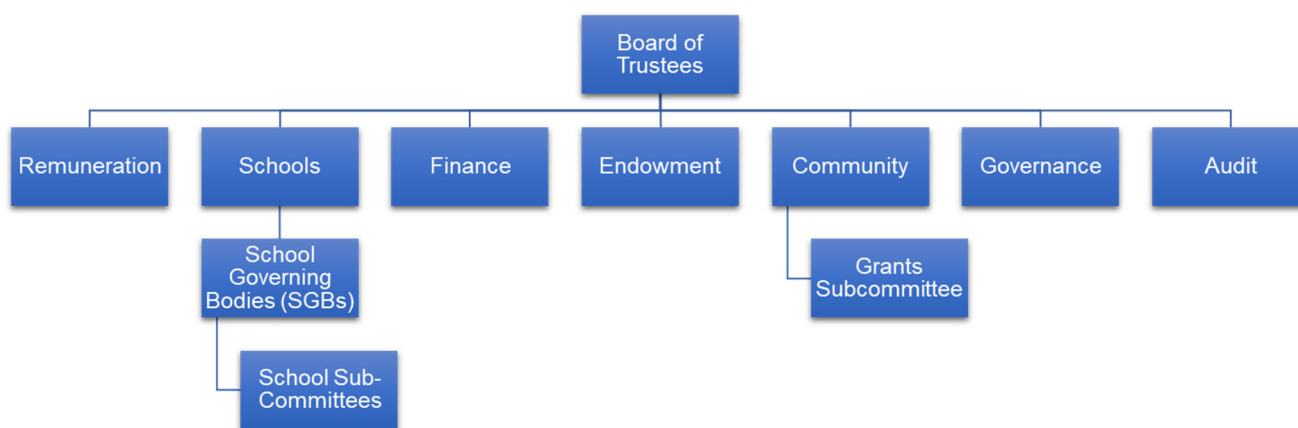 Board of
Trustees
Remuneration
Schools
Finance
Endowment
Community
Governance
Audit
School
Governing
Bodies (SGBs)
Grants
Subcommittee
School Sub-
Committees